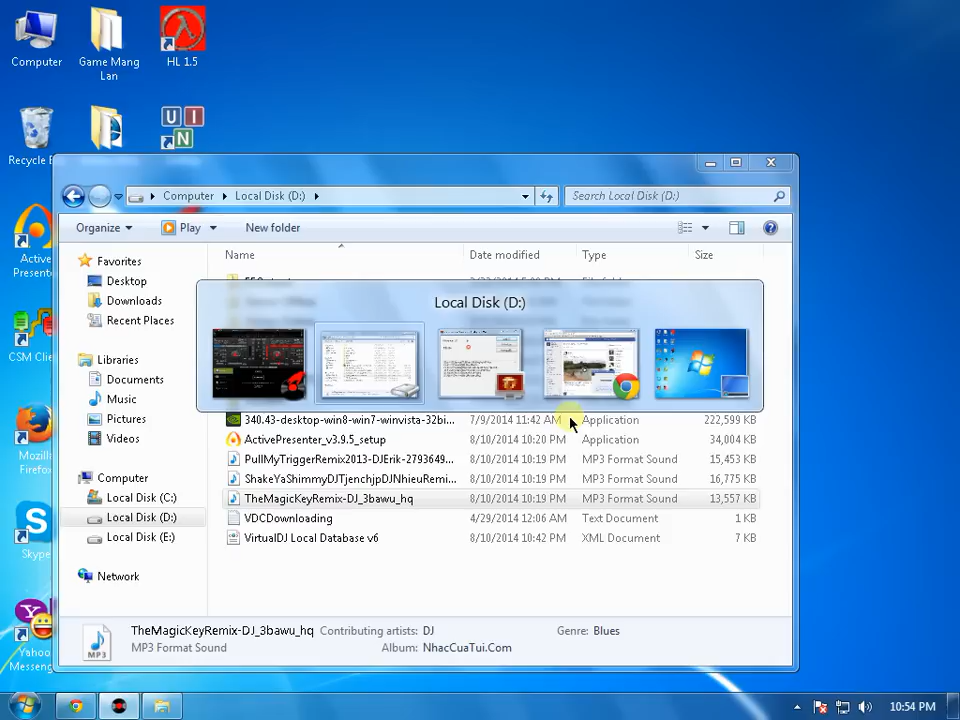 Computer
Game Mang Lan
HL 1.5
U I N
Recycle B
Active Presente
CSM Clie
Mozill Firefo
Skype
Yahoo Messeng
Computer Local Disk (D:)
Search Local Disk (D:)
Organize Play New folder
Name Date modified Type Size
Favorites
Desktop
Downloads
Recent Places
Libraries
Documents
Music
Pictures
Videos
Computer
Local Disk (C:)
Local Disk (D:)
Local Disk (E:)
Network
Local Disk (D:)
340.43-desktop-win8-win7-winvista-32bi... 7/9/2014 11:42 AM Application 222,599 KB
ActivePresenter_v3.9.5_setup 8/10/2014 10:20 PM Application 34,004 KB
PullMyTriggerRemix2013-DJErik-2793649... 8/10/2014 10:19 PM MP3 Format Sound 15,453 KB
ShakeYaShimmyDJTjenchjpDJNhieuRemi... 8/10/2014 10:19 PM MP3 Format Sound 16,775 KB
TheMagicKeyRemix-DJ_3bawu_hq 8/10/2014 10:19 PM MP3 Format Sound 13,557 KB
VDCDownloading 4/29/2014 12:06 AM Text Document 1 KB
VirtualDJ Local Database v6 8/10/2014 10:42 PM XML Document 7 KB
MP3
TheMagicKeyRemix-DJ_3bawu_hq Contributing artists: DJ Genre: Blues
MP3 Format Sound Album: NhacCuaTui.Com
10:54 PM